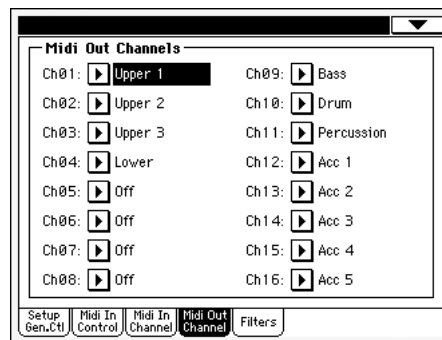 Midi Out Channels
Ch01: Upper 1
Ch02: Upper 2
Ch03: Upper 3
Ch04: Lower
Ch05: Off
Ch06: Off
Ch07: Off
Ch08: Off
Ch09: Bass
Ch10: Drum
Ch11: Percussion
Ch12: Acc 1
Ch13: Acc 2
Ch14: Acc 3
Ch15: Acc 4
Ch16: Acc 5
Setup Gen.Ctl
Midi In Control
Midi In Channel
Midi Out Channel
Filters